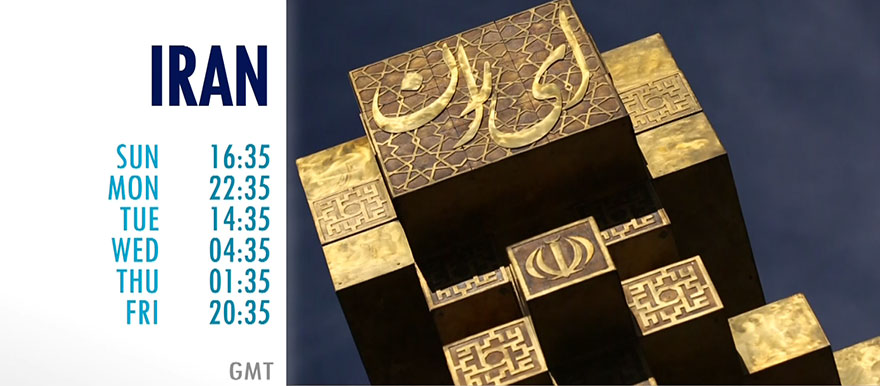 IRAN
SUN 16:35
MON 22:35
TUE 14:35
WED 04:35
THU 01:35
FRI 20:35
GMT
ایران